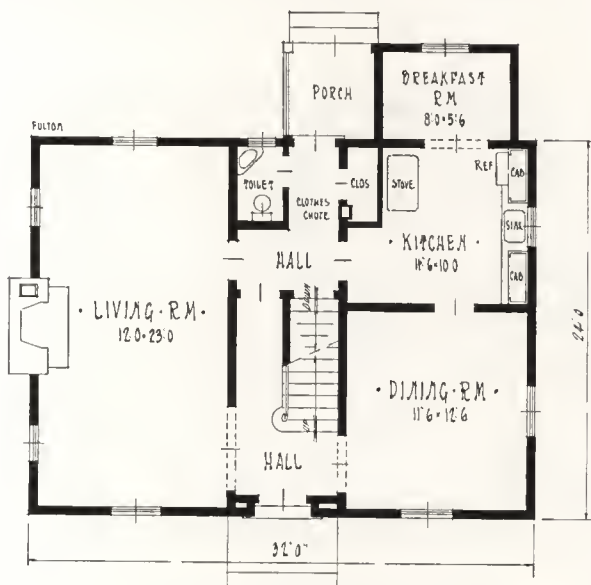 BREAKFAST
RM
8'0=5'6
PORCH
FULTON
REF.
CAB
TOILET
CLOS
STOVE
CLOTHES
CHUTE
SINK
KITCHEN
11'6=10'0
HALL
CAB
DOWN
LIVING·RM
12'0=23'0
24'0
DINING·RM
11'6=12'6
UP
HALL
32'0"